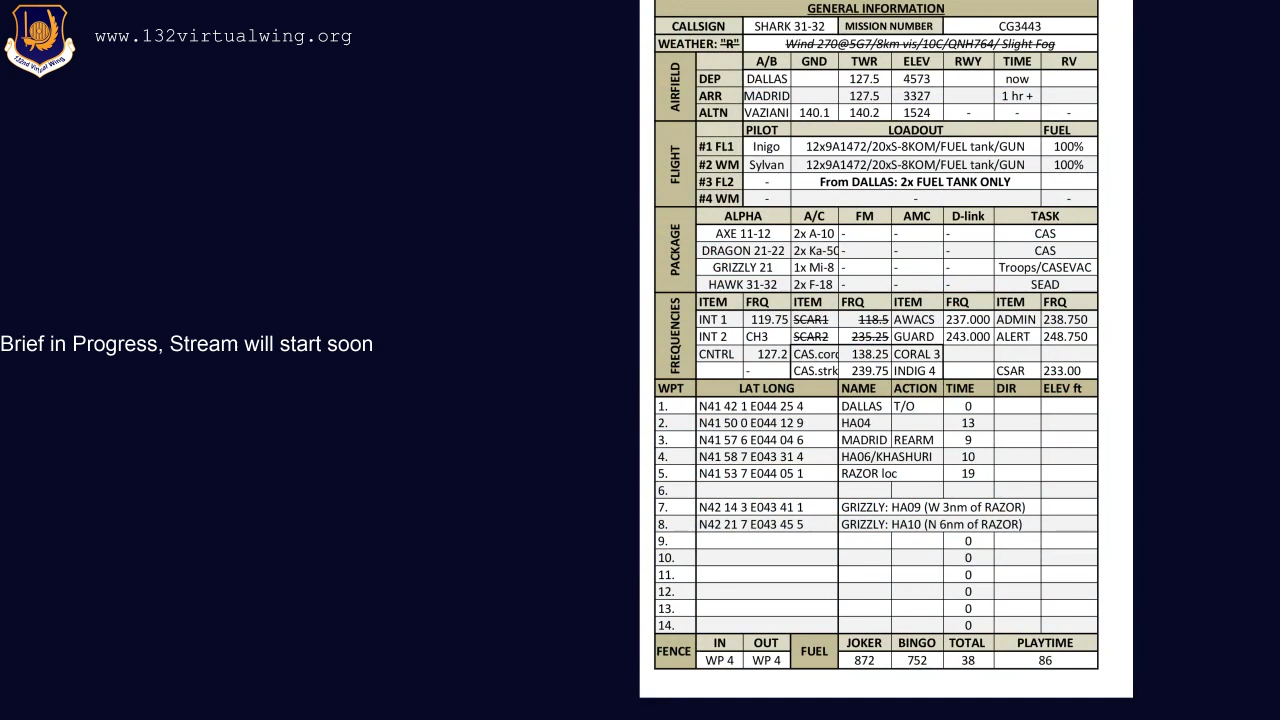 132nd Virtual Wing
www.132virtualwing.org
Brief in Progress, Stream will start soon
GENERAL INFORMATION
CALLSIGN SHARK 31-32 MISSION NUMBER CG3443
WEATHER: "R" Wind 270@5G7/8km vis/10C/QNH764/ Slight Fog
AIRFIELD
A/B GND TWR ELEV RWY TIME RV
DEP DALLAS 127.5 4573 now
ARR MADRID 127.5 3327 1 hr +
ALTN VAZIANI 140.1 140.2 1524 - - -
FLIGHT
PILOT LOADOUT FUEL
#1 FL1 Inigo 12x9A1472/20xS-8KOM/FUEL tank/GUN 100%
#2 WM Sylvan 12x9A1472/20xS-8KOM/FUEL tank/GUN 100%
#3 FL2 - From DALLAS: 2x FUEL TANK ONLY
#4 WM - - -
PACKAGE
ALPHA A/C FM AMC D-link TASK
AXE 11-12 2x A-10 - - - CAS
DRAGON 21-22 2x Ka-50 - - - CAS
GRIZZLY 21 1x Mi-8 - - - Troops/CASEVAC
HAWK 31-32 2x F-18 - - - SEAD
FREQUENCIES
ITEM FRQ ITEM FRQ ITEM FRQ ITEM FRQ
INT 1 119.75 SCAR1 118.5 AWACS 237.000 ADMIN 238.750
INT 2 CH3 SCAR2 235.25 GUARD 243.000 ALERT 248.750
CNTRL 127.2 CAS.cord 138.25 CORAL 3
- CAS.strk 239.75 INDIG 4 CSAR 233.00
WPT LAT LONG NAME ACTION TIME DIR ELEV ft
1. N41 42 1 E044 25 4 DALLAS T/O 0
2. N41 50 0 E044 12 9 HA04 13
3. N41 57 6 E044 04 6 MADRID REARM 9
4. N41 58 7 E043 31 4 HA06/KHASHURI 10
5. N41 53 7 E044 05 1 RAZOR loc 19
6.
7. N42 14 3 E043 41 1 GRIZZLY: HA09 (W 3nm of RAZOR)
8. N42 21 7 E043 45 5 GRIZZLY: HA10 (N 6nm of RAZOR)
9. 0
10. 0
11. 0
12. 0
13. 0
14. 0
FENCE IN OUT FUEL JOKER BINGO TOTAL PLAYTIME
WP 4 WP 4 872 752 38 86